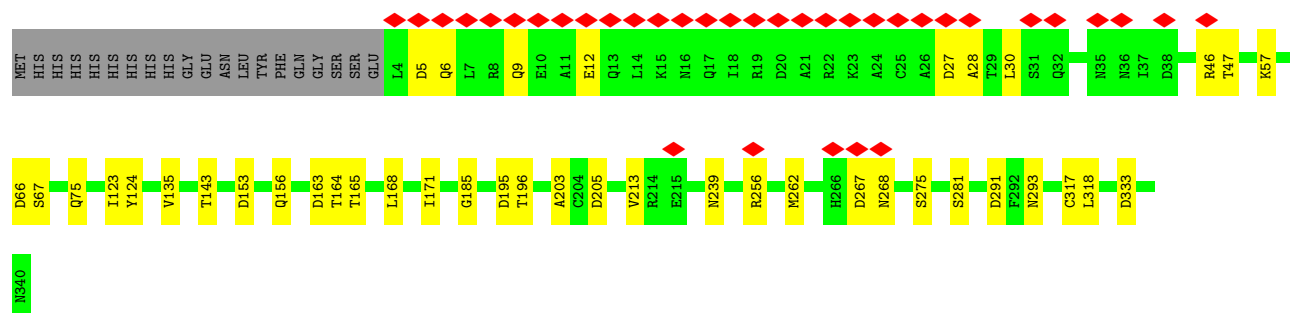 MET HIS HIS HIS HIS HIS HIS HIS HIS GLY GLU ASN LEU TYR PHE GLN GLY SER SER GLU L4 D5 Q6 L7 R8 Q9 E10 A11 E12 Q13 L14 K15 N16 Q17 I18 R19 D20 A21 R22 K23 A24 C25 A26 D27 A28 T29 L30 S31 Q32 N35 N36 I37 D38 R46 T47 K57
D66 S67 Q75 I123 Y124 V135 T143 D153 Q156 D163 T164 T165 L168 I171 G185 D195 T196 A203 C204 D205 V213 R214 E215 N239 R256 M262 H266 D267 N268 S275 S281 D291 F292 N293 C317 L318 D333
N340